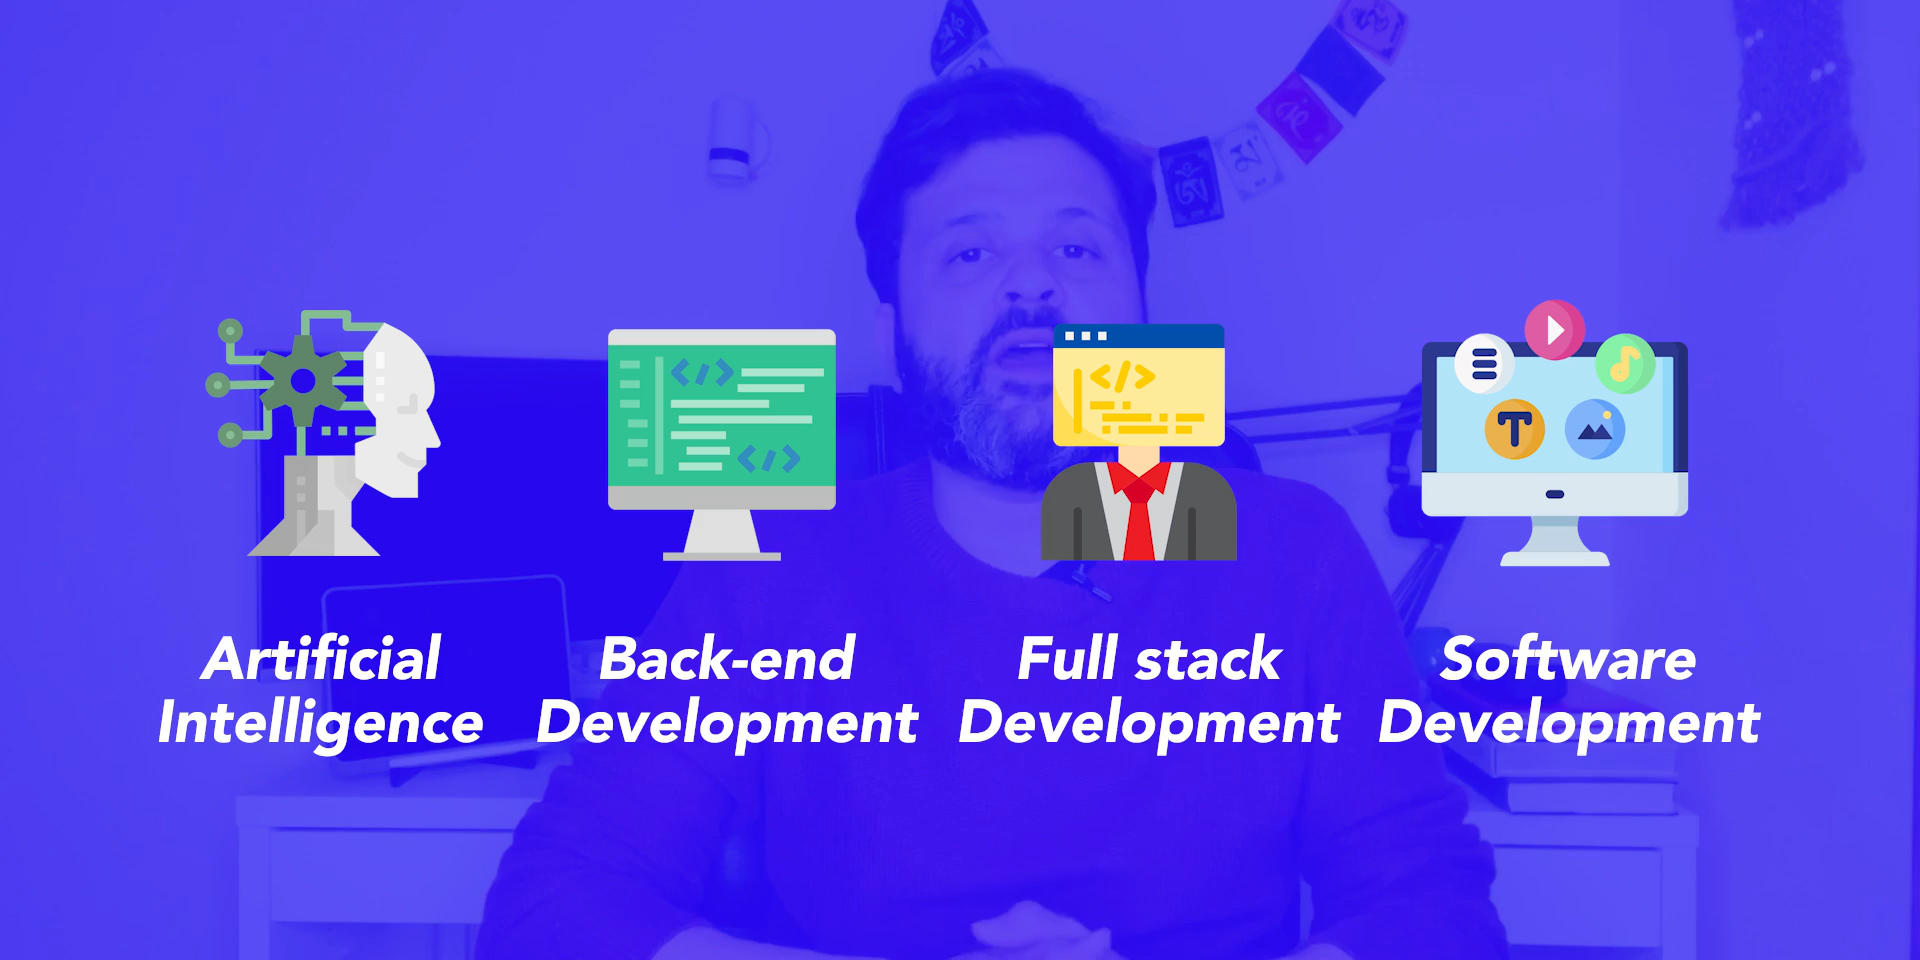 Artificial
Intelligence
Back-end
Development
Full stack
Development
Software
Development